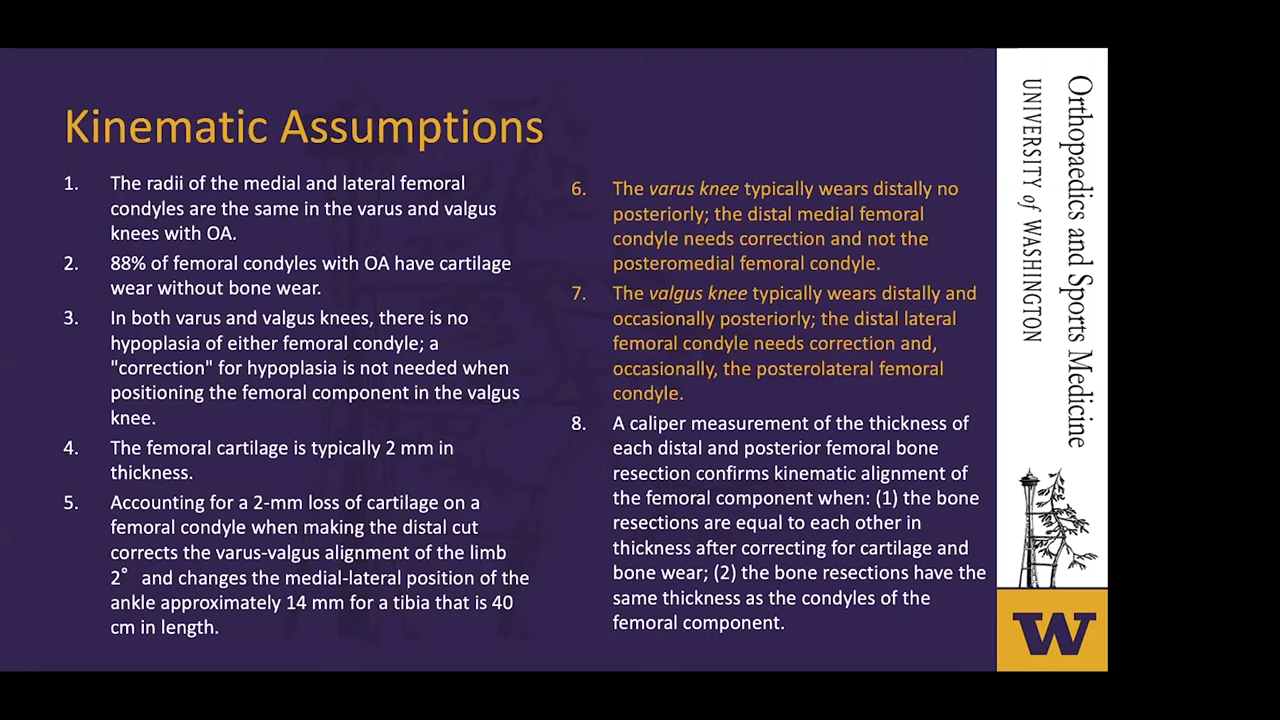 Kinematic Assumptions
1. The radii of the medial and lateral femoral
condyles are the same in the varus and valgus
knees with OA.
2. 88% of femoral condyles with OA have cartilage
wear without bone wear.
3. In both varus and valgus knees, there is no
hypoplasia of either femoral condyle; a
"correction" for hypoplasia is not needed when
positioning the femoral component in the valgus
knee.
4. The femoral cartilage is typically 2 mm in
thickness.
5. Accounting for a 2-mm loss of cartilage on a
femoral condyle when making the distal cut
corrects the varus-valgus alignment of the limb
2° and changes the medial-lateral position of the
ankle approximately 14 mm for a tibia that is 40
cm in length.
6. The varus knee typically wears distally no
posteriorly; the distal medial femoral
condyle needs correction and not the
posteromedial femoral condyle.
7. The valgus knee typically wears distally and
occasionally posteriorly; the distal lateral
femoral condyle needs correction and,
occasionally, the posterolateral femoral
condyle.
8. A caliper measurement of the thickness of
each distal and posterior femoral bone
resection confirms kinematic alignment of
the femoral component when: (1) the bone
resections are equal to each other in
thickness after correcting for cartilage and
bone wear; (2) the bone resections have the
same thickness as the condyles of the
femoral component.
Orthopaedics and Sports Medicine
UNIVERSITY of WASHINGTON
W